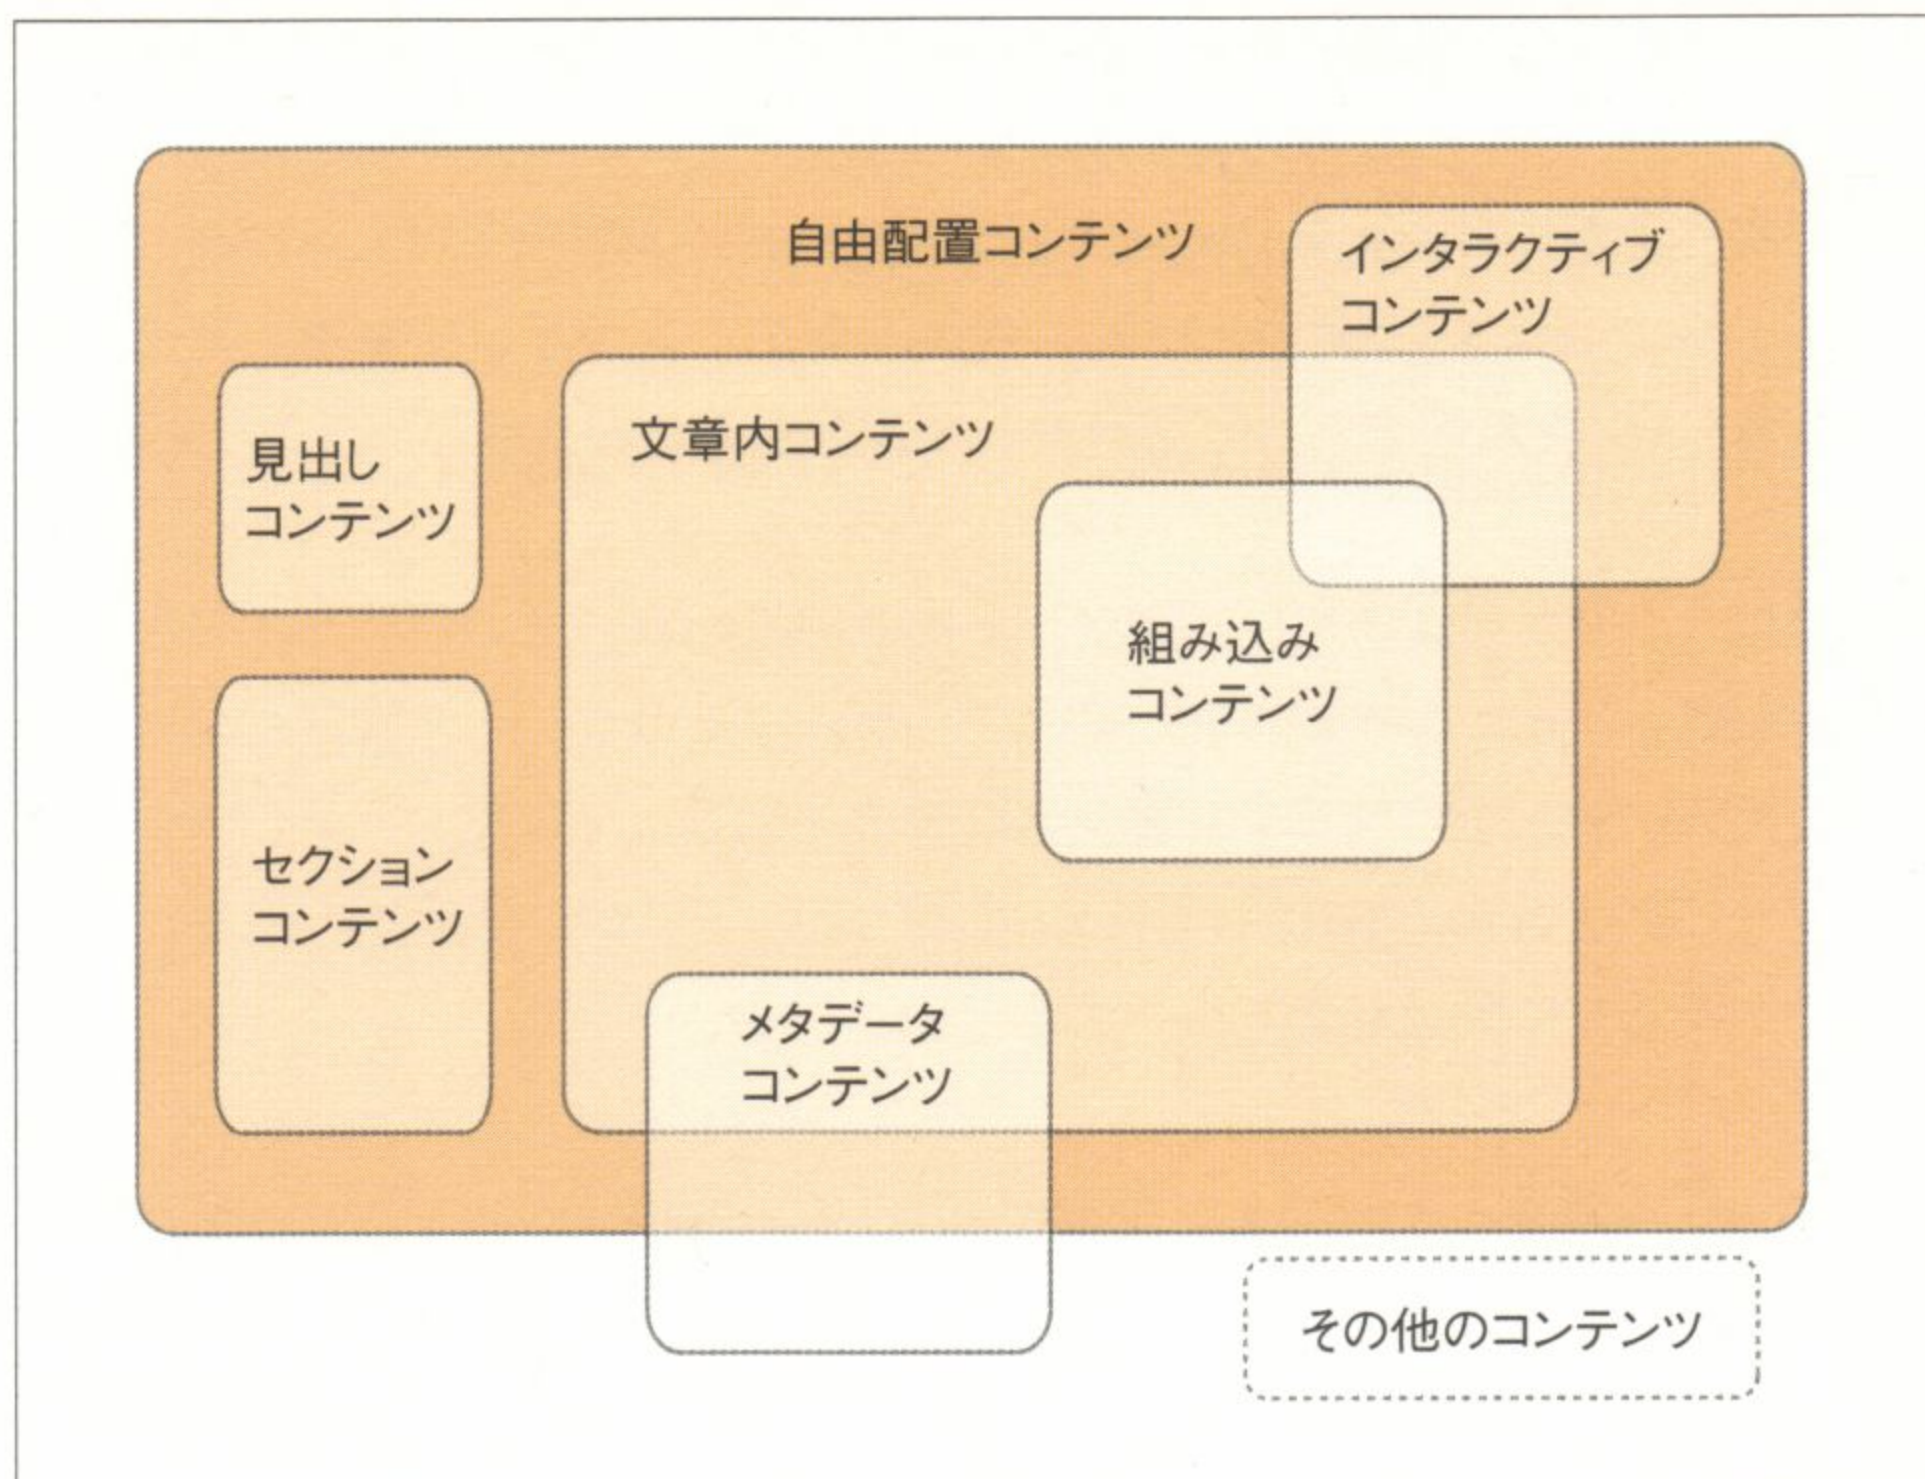 自由配置コンテンツ
インタラクティブ
コンテンツ
見出し
コンテンツ
文章内コンテンツ
組み込み
コンテンツ
セクション
コンテンツ
メタデータ
コンテンツ
その他のコンテンツ